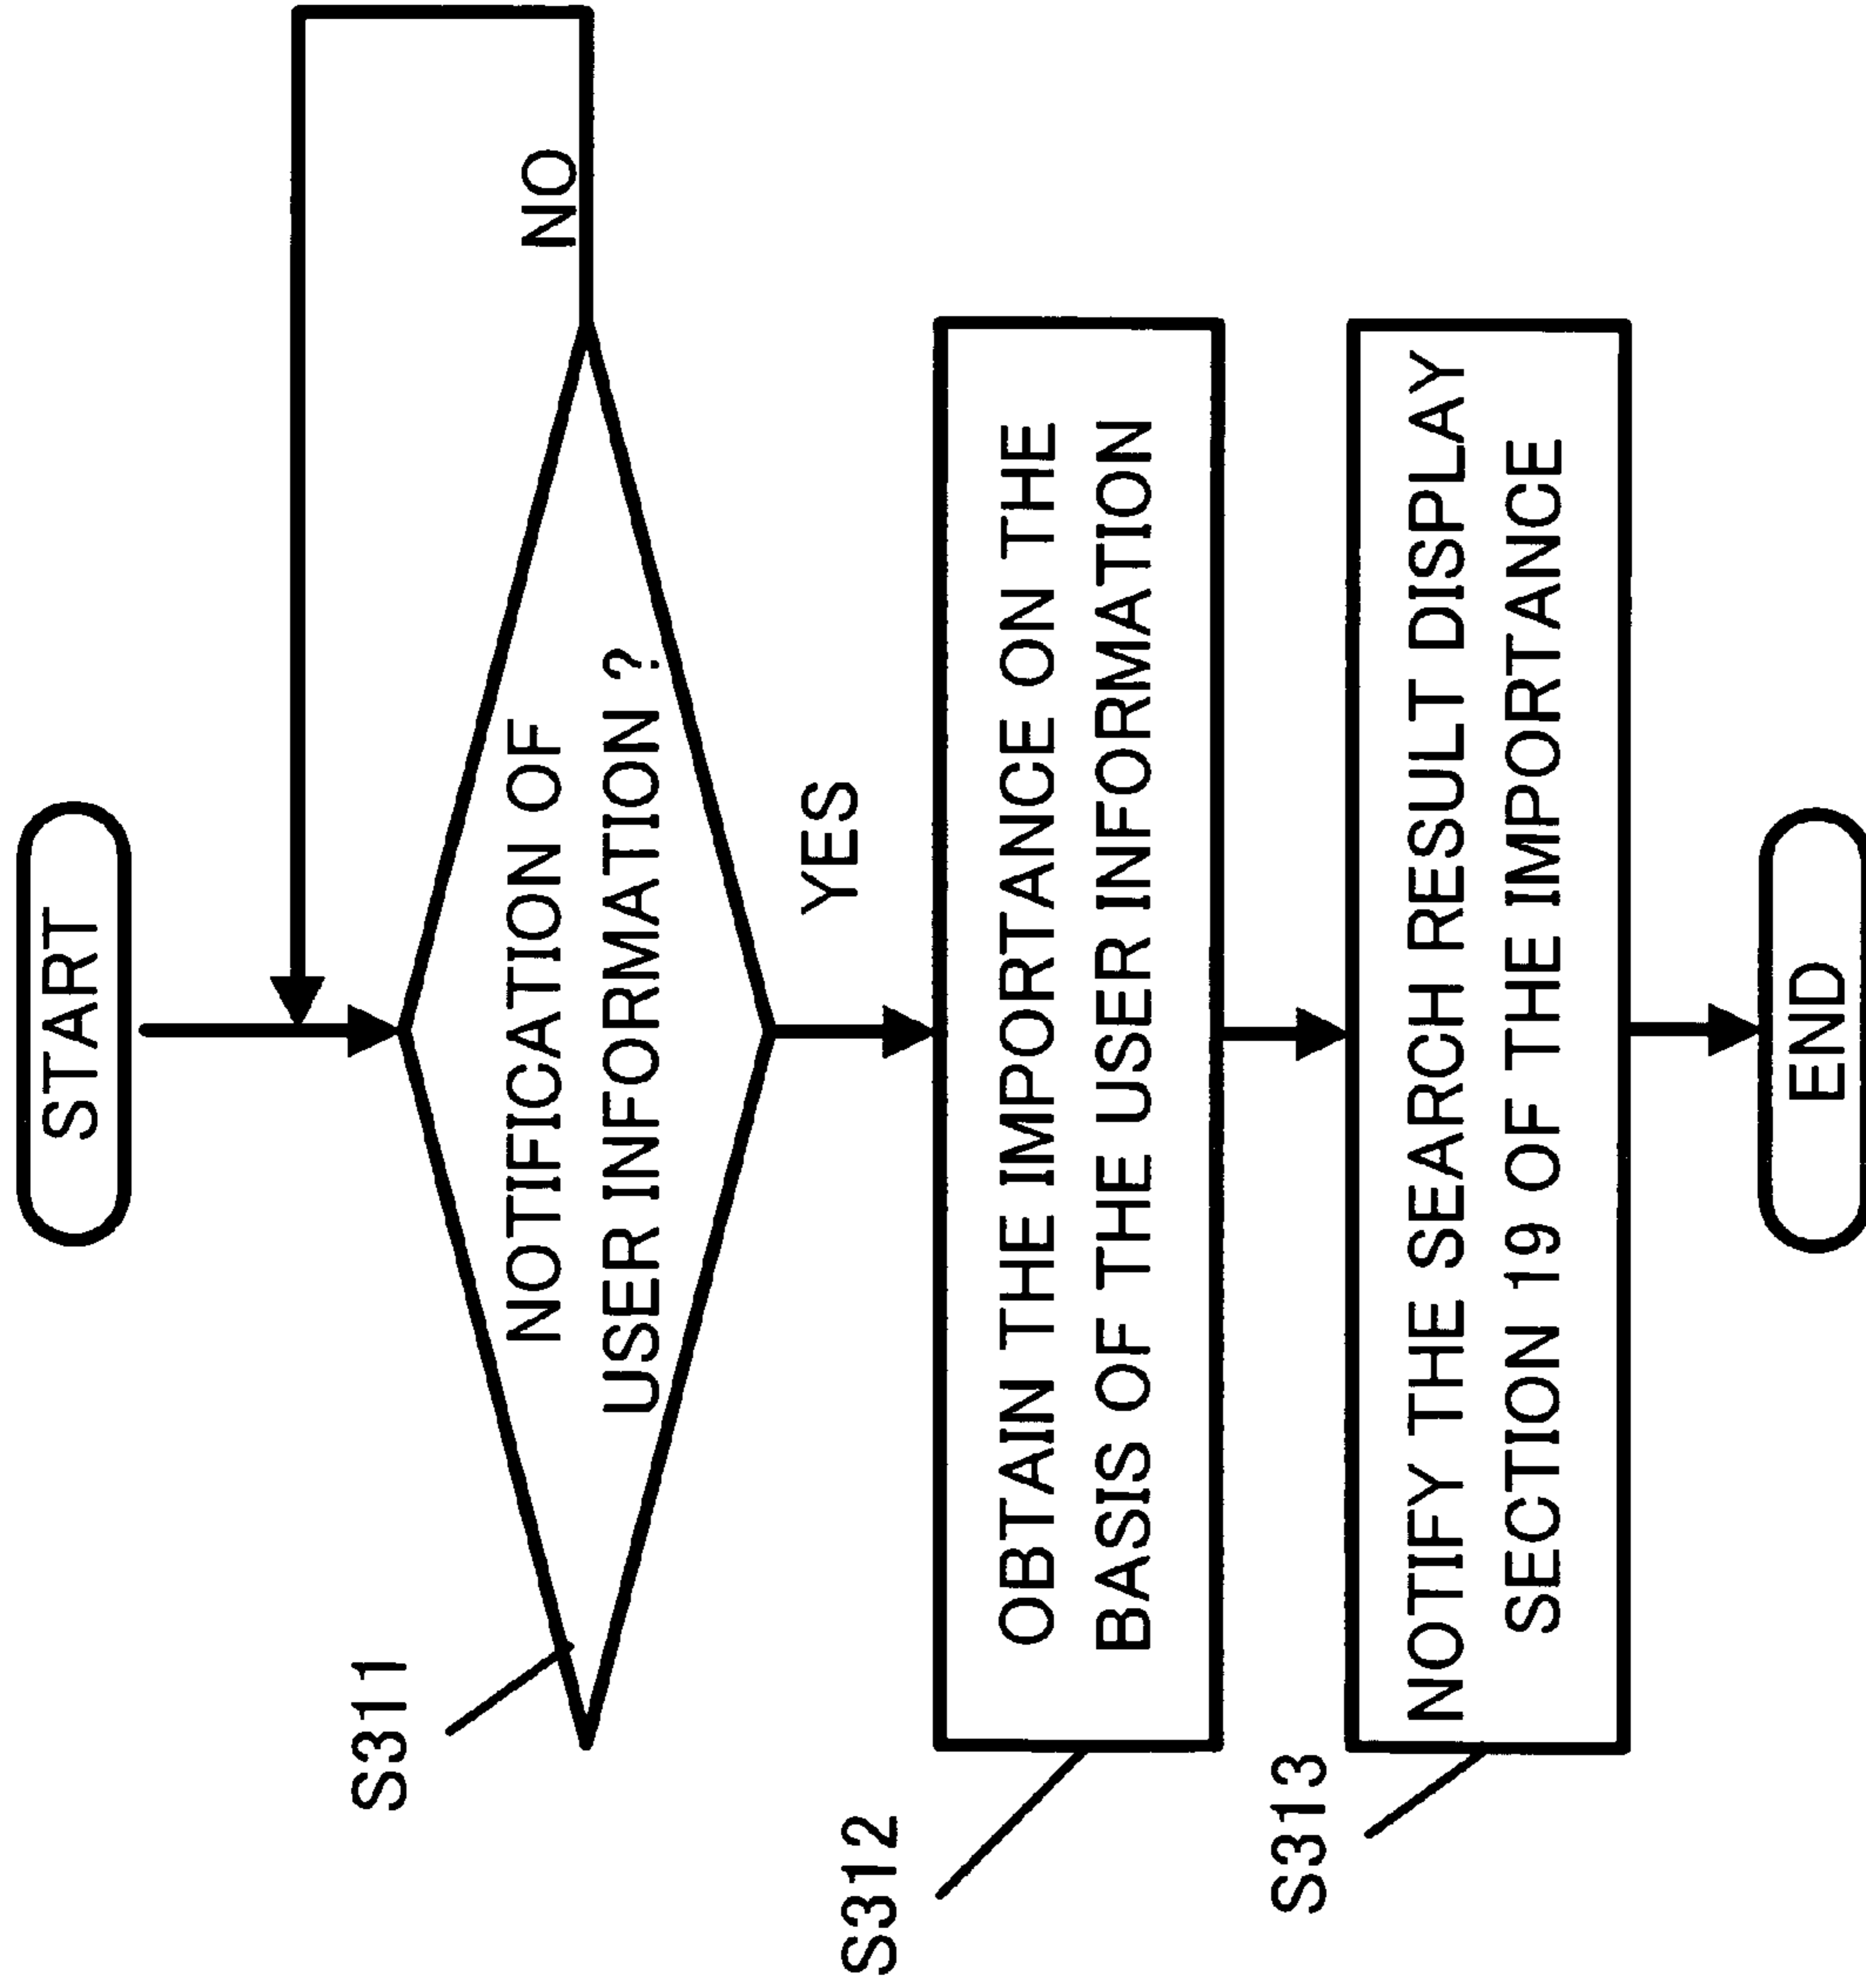 START
S311
NOTIFICATION OF
USER INFORMATION ?
NO
YES
S312
OBTAIN THE IMPORTANCE ON THE
BASIS OF THE USER INFORMATION
S313
NOTIFY THE SEARCH RESULT DISPLAY
SECTION 19 OF THE IMPORTANCE
END